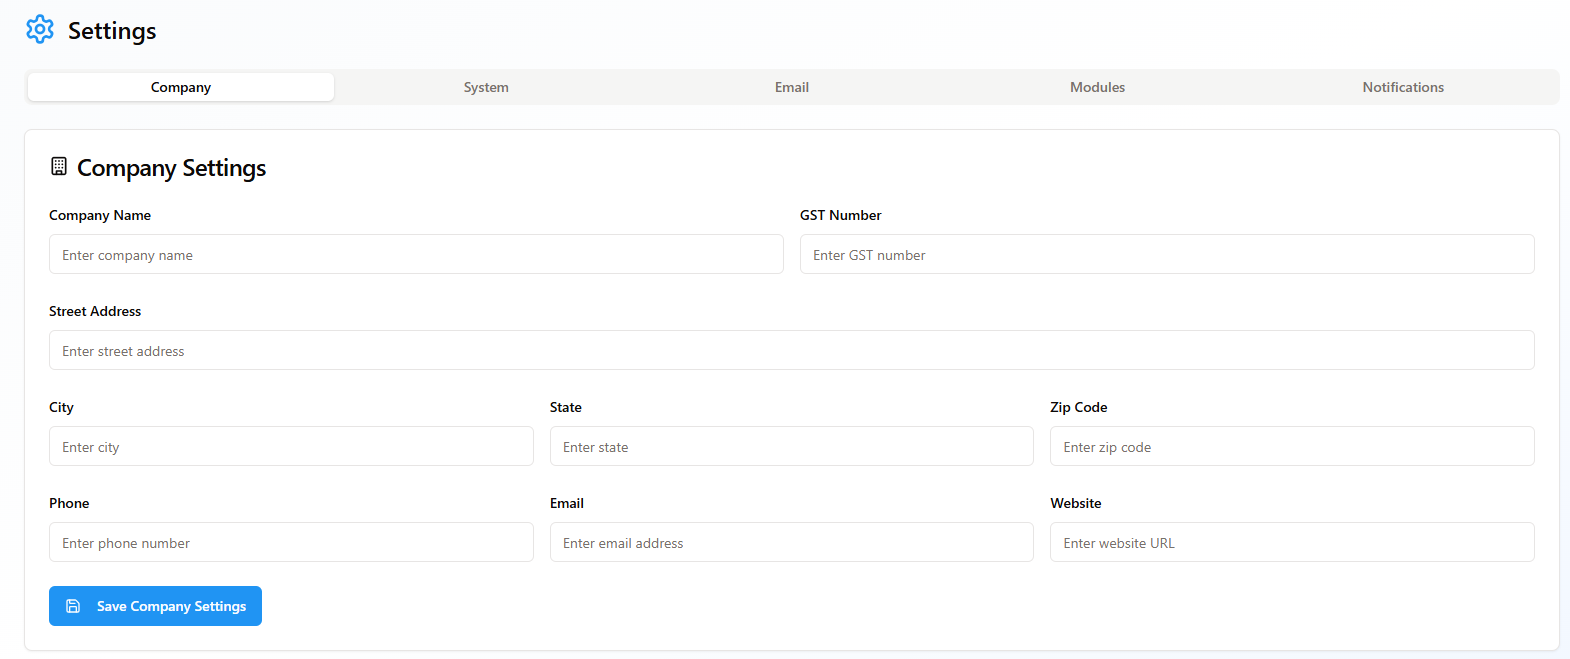 Settings
Company System Email Modules Notifications
Company Settings
Company Name GST Number
Enter company name Enter GST number
Street Address
Enter street address
City State Zip Code
Enter city Enter state Enter zip code
Phone Email Website
Enter phone number Enter email address Enter website URL
Save Company Settings